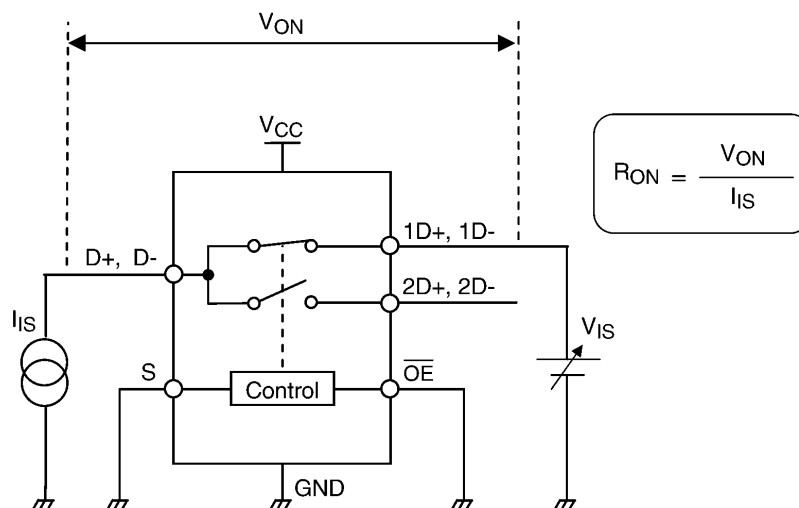 VON
VCC
RON = VON / IIS
1D+, 1D-
D+, D-
2D+, 2D-
IIS
VIS
S
Control
OE
GND